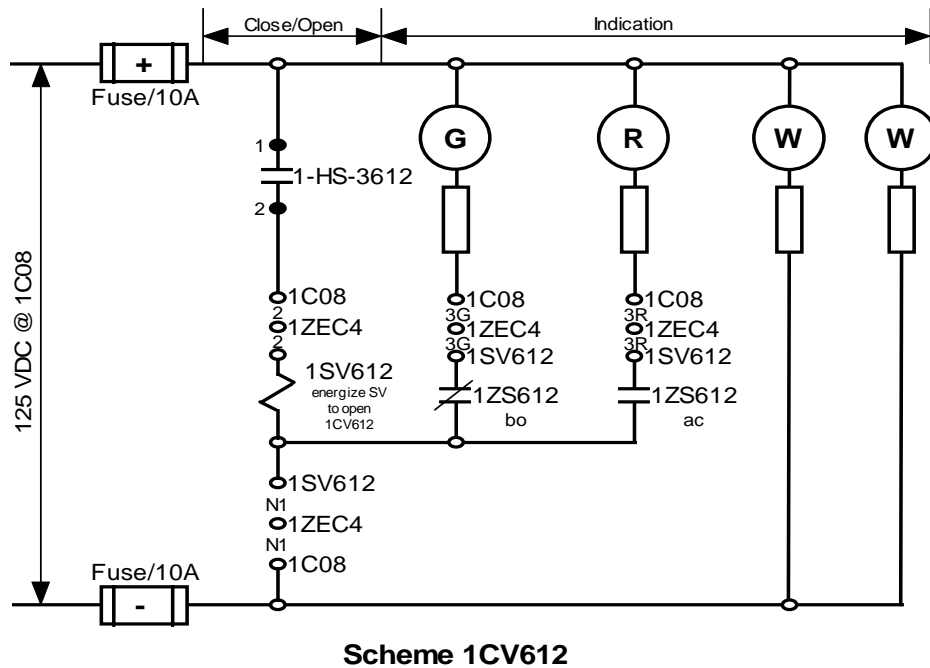 Close/Open
Indication
+
Fuse/10A
G
R
W
W
1
1-HS-3612
2
125 VDC @ 1C08
1C08
2
1ZEC4
2
1SV612
energize SV
to open
1CV612
1C08
3G
1ZEC4
3G
1SV612
1ZS612
bo
1C08
3R
1ZEC4
3R
1SV612
1ZS612
ac
1SV612
N1
1ZEC4
N1
1C08
Fuse/10A
-
Scheme 1CV612